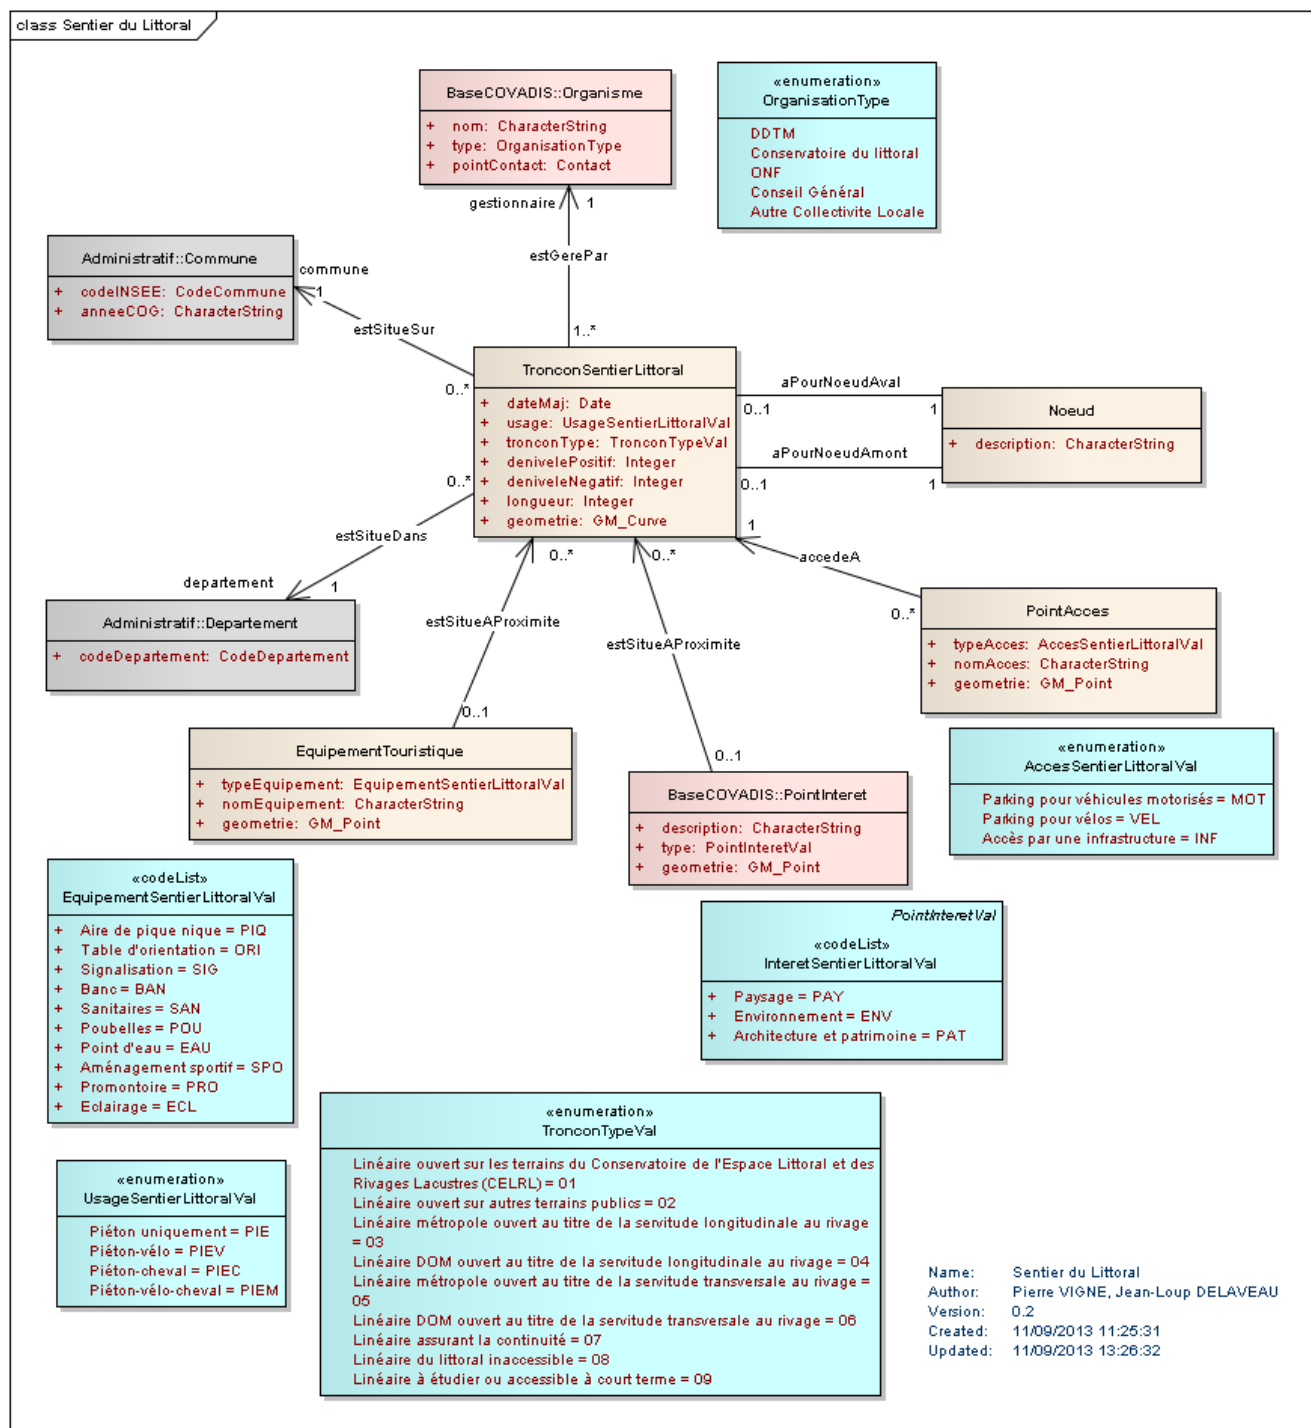 class Sentier du Littoral
BaseCOVADIS::Organisme
+ nom: CharacterString
+ type: OrganisationType
+ pointContact: Contact
«enumeration»
OrganisationType
DDTM
Conservatoire du littoral
ONF
Conseil Général
Autre Collectivite Locale
gestionnaire
1
estGerePar
1..*
Administratif::Commune
+ codeINSEE: CodeCommune
+ anneeCOG: CharacterString
commune
1
estSitueSur
0..*
TronconSentierLittoral
+ dateMaj: Date
+ usage: UsageSentierLittoralVal
+ tronconType: TronconTypeVal
+ denivelePositif: Integer
+ deniveleNegatif: Integer
+ longueur: Integer
+ geometrie: GM_Curve
aPourNoeudAval
0..1
1
aPourNoeudAmont
0..1
1
Noeud
+ description: CharacterString
0..*
estSitueDans
departement
1
Administratif::Departement
+ codeDepartement: CodeDepartement
0..*
estSitueAProximite
0..1
0..*
estSitueAProximite
0..1
1
accedeA
0..*
PointAcces
+ typeAcces: AccesSentierLittoralVal
+ nomAcces: CharacterString
+ geometrie: GM_Point
EquipementTouristique
+ typeEquipement: EquipementSentierLittoralVal
+ nomEquipement: CharacterString
+ geometrie: GM_Point
BaseCOVADIS::PointInteret
+ description: CharacterString
+ type: PointInteretVal
+ geometrie: GM_Point
«enumeration»
AccesSentierLittoralVal
Parking pour véhicules motorisés = MOT
Parking pour vélos = VEL
Accès par une infrastructure = INF
«codeList»
EquipementSentierLittoralVal
+ Aire de pique nique = PIQ
+ Table d'orientation = ORI
+ Signalisation = SIG
+ Banc = BAN
+ Sanitaires = SAN
+ Poubelles = POU
+ Point d'eau = EAU
+ Aménagement sportif = SPO
+ Promontoire = PRO
+ Eclairage = ECL
PointInteretVal
«codeList»
InteretSentierLittoralVal
+ Paysage = PAY
+ Environnement = ENV
+ Architecture et patrimoine = PAT
«enumeration»
TronconTypeVal
Linéaire ouvert sur les terrains du Conservatoire de l'Espace Littoral et des
Rivages Lacustres (CELRL) = 01
Linéaire ouvert sur autres terrains publics = 02
Linéaire métropole ouvert au titre de la servitude longitudinale au rivage
= 03
Linéaire DOM ouvert au titre de la servitude longitudinale au rivage = 04
Linéaire métropole ouvert au titre de la servitude transversale au rivage =
05
Linéaire DOM ouvert au titre de la servitude transversale au rivage = 06
Linéaire assurant la continuité = 07
Linéaire du littoral inaccessible = 08
Linéaire à étudier ou accessible à court terme = 09
«enumeration»
UsageSentierLittoralVal
Piéton uniquement = PIE
Piéton-vélo = PIEV
Piéton-cheval = PIEC
Piéton-vélo-cheval = PIEM
Name: Sentier du Littoral
Author: Pierre VIGNE, Jean-Loup DELAVEAU
Version: 0.2
Created: 11/09/2013 11:25:31
Updated: 11/09/2013 13:26:32